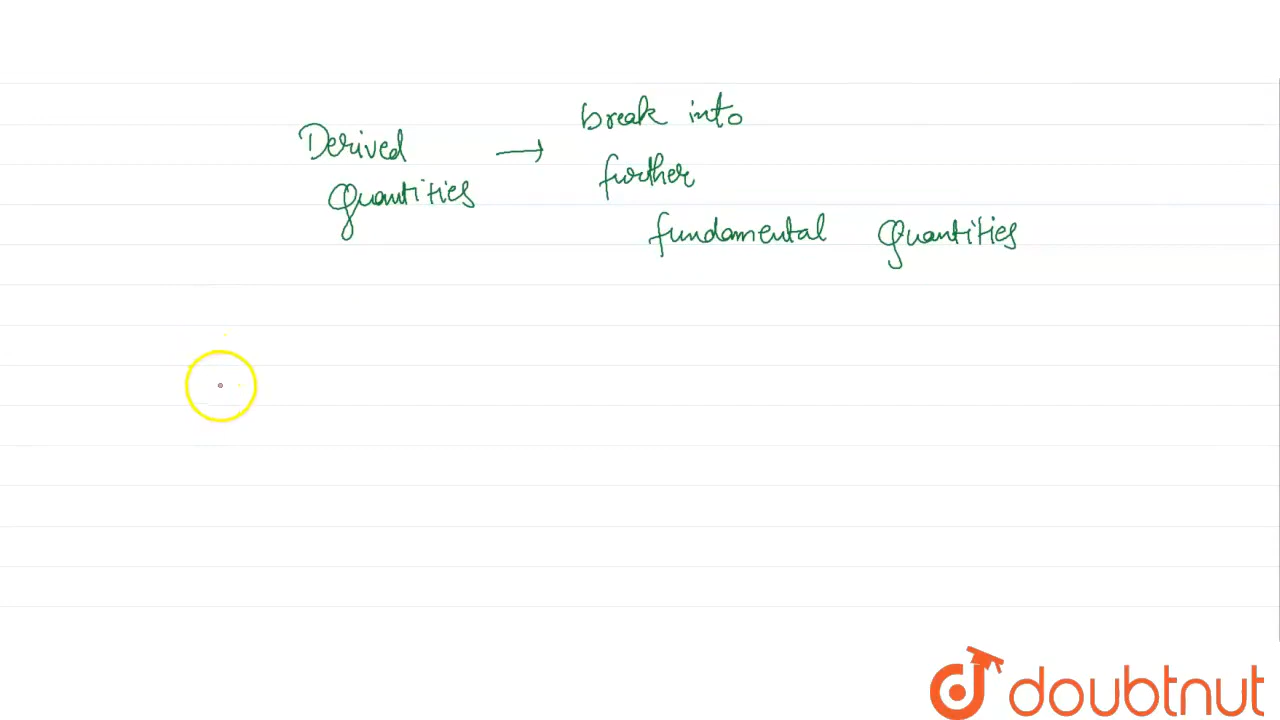 Derived → break into
quantities further
fundamental quantities
doubtnut